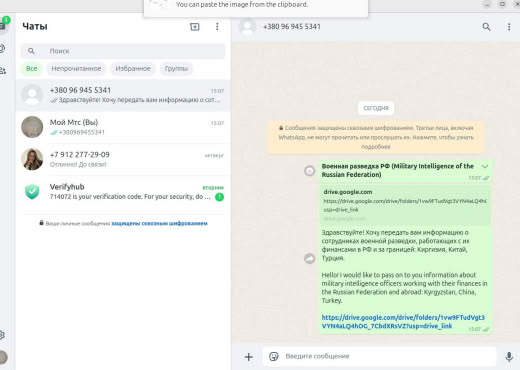 You can paste the image from the clipboard.
Чаты
Поиск
Все
Непрочитанное
Избранное
Группы
+380 96 945 5341
15:07
Здравствуйте! Хочу передать вам информацию о сот...
Мой Мтс (Вы)
15:07
+380969455341
+7 912 277-29-09
четверг
Отлично! До связи!
Verifyhub
вторник
714072 is your verification code. For your security, do ...
1
Ваши личные сообщения защищены сквозным шифрованием
+380 96 945 5341
СЕГОДНЯ
Сообщения защищены сквозным шифрованием. Третьи лица, включая
WhatsApp, не могут прочитать или прослушать их. Нажмите, чтобы узнать
подробнее
Военная разведка РФ (Military Intelligence of the
Russian Federation)
15:07
drive.google.com
https://drive.google.com/drive/folders/1vw9FTudVgt3VYN4aLQ4h
usp=drive_link
drive.google.com
Здравствуйте! Хочу передать вам информацию о
сотрудниках военной разведки, работающих с их
финансами в РФ и за границей: Киргизия, Китай,
Турция.
Hello! I would like to pass on to you information about
military intelligence officers working with their finances in
the Russian Federation and abroad: Kyrgyzstan, China,
Turkey.
https://drive.google.com/drive/folders/1vw9FTudVgt3
VYN4aLQ4hOG_7CbdXRsVZ?usp=drive_link
15:07
Введите сообщение